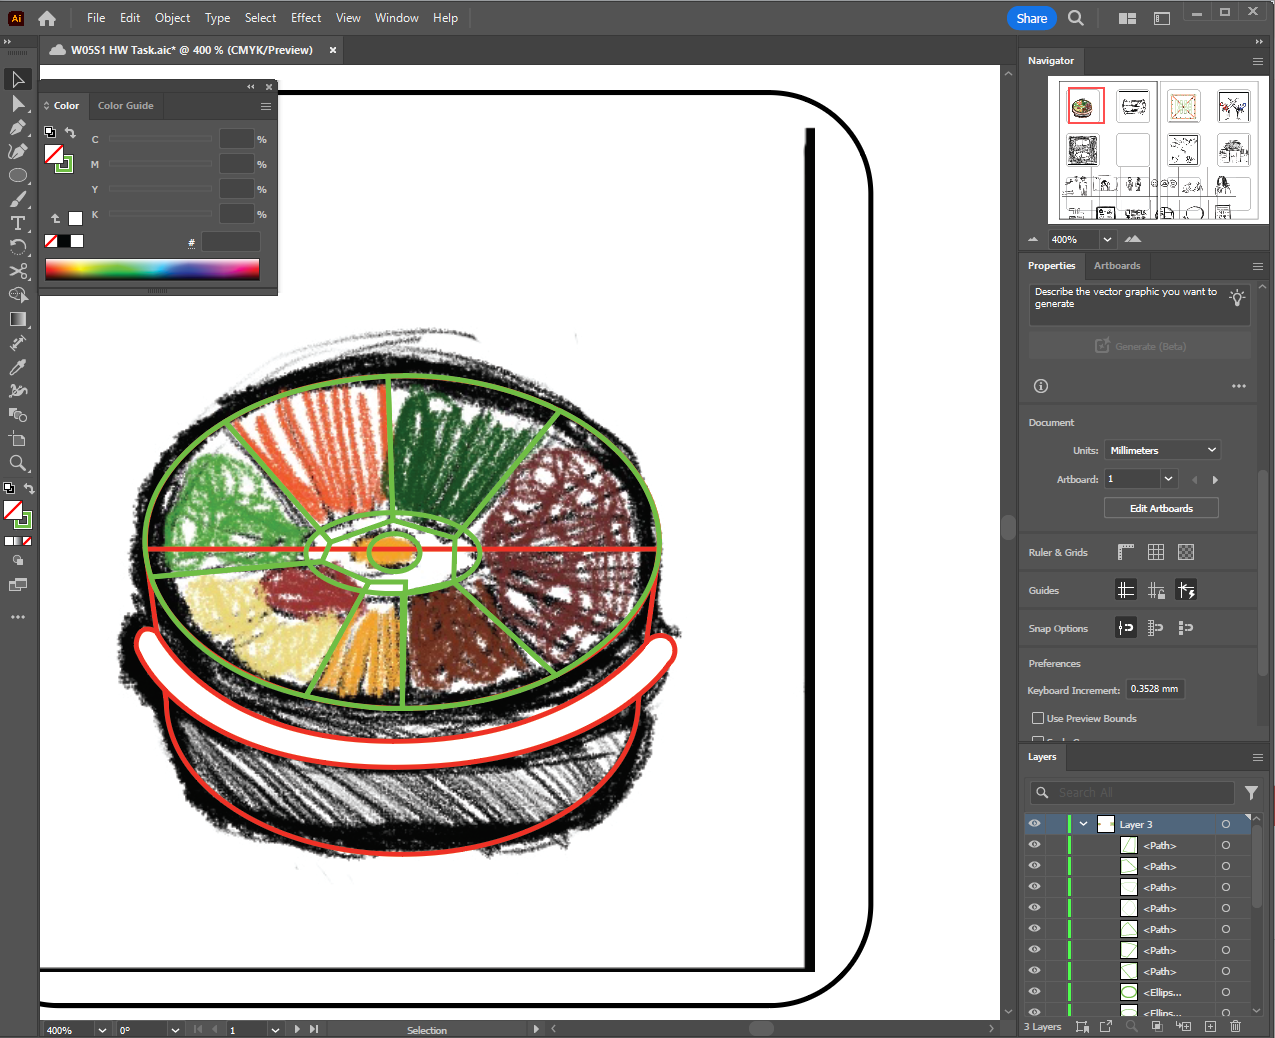 Ai
File Edit Object Type Select Effect View Window Help
Share
W05S1 HW Task.aic* @ 400 % (CMYK/Preview) ×
Color Color Guide
C %
M %
Y %
K %
#
Navigator
400%
Properties Artboards
Describe the vector graphic you want to
generate
Generate (Beta)
Document
Units: Millimeters
Artboard: 1
Edit Artboards
Ruler & Grids
Guides
Snap Options
Preferences
Keyboard Increment: 0.3528 mm
Use Preview Bounds
Layers
Search All
Layer 3
<Path>
<Path>
<Path>
<Path>
<Path>
<Path>
<Path>
<Ellips...
<Ellips...
3 Layers
400% 0° 1 Selection